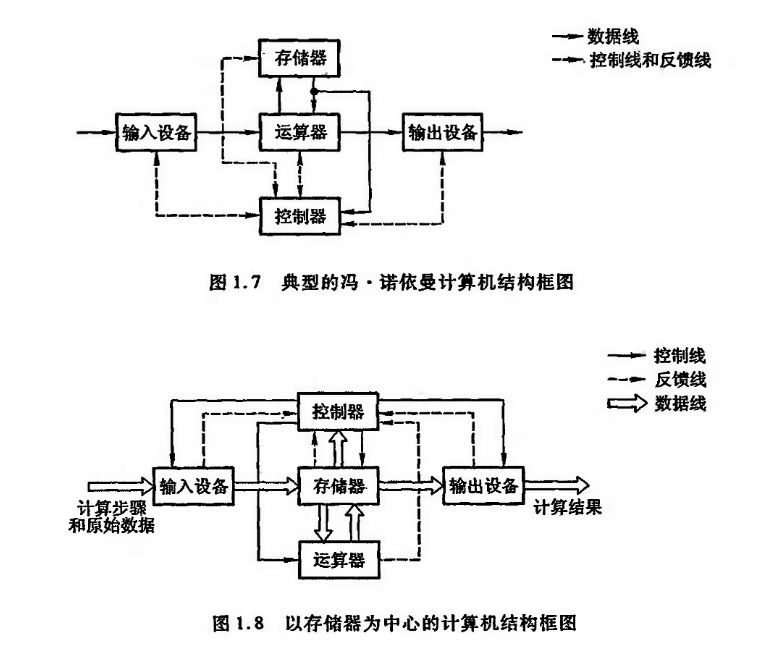 数据线
控制线和反馈线
存储器
输入设备
运算器
输出设备
控制器
图1.7 典型的冯·诺依曼计算机结构框图
控制线
反馈线
数据线
控制器
输入设备
存储器
输出设备
计算步骤
和原始数据
计算结果
运算器
图1.8 以存储器为中心的计算机结构框图